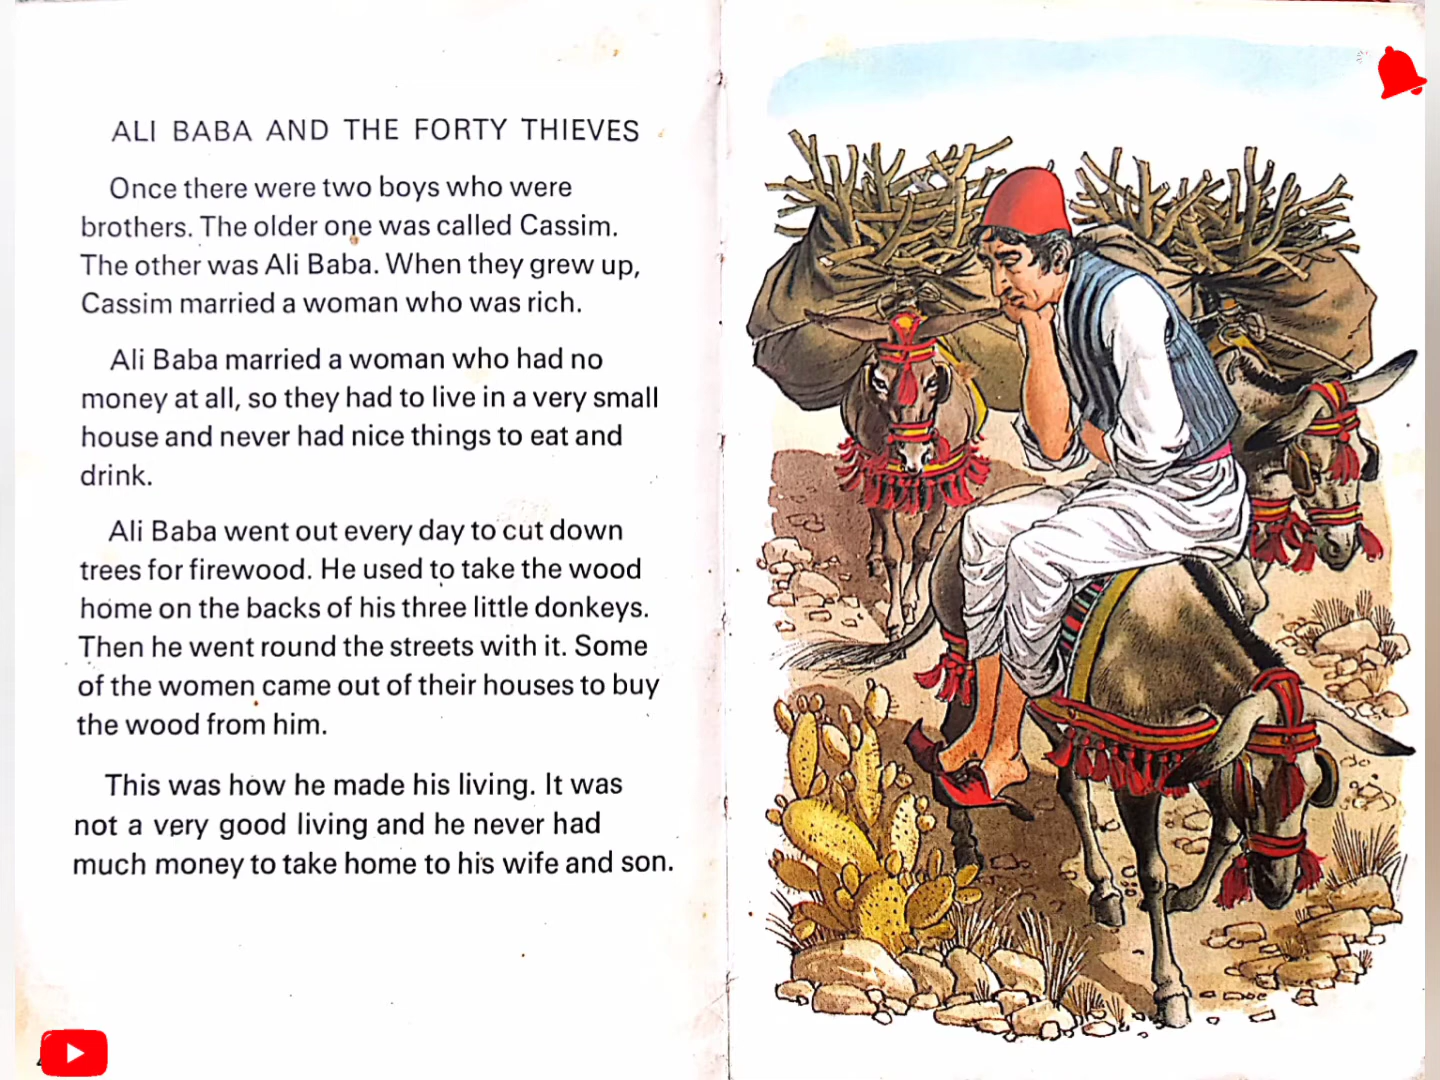 ALI BABA AND THE FORTY THIEVES
Once there were two boys who were
brothers. The older one was called Cassim.
The other was Ali Baba. When they grew up,
Cassim married a woman who was rich.
Ali Baba married a woman who had no
money at all, so they had to live in a very small
house and never had nice things to eat and
drink.
Ali Baba went out every day to cut down
trees for firewood. He used to take the wood
home on the backs of his three little donkeys.
Then he went round the streets with it. Some
of the women came out of their houses to buy
the wood from him.
This was how he made his living. It was
not a very good living and he never had
much money to take home to his wife and son.